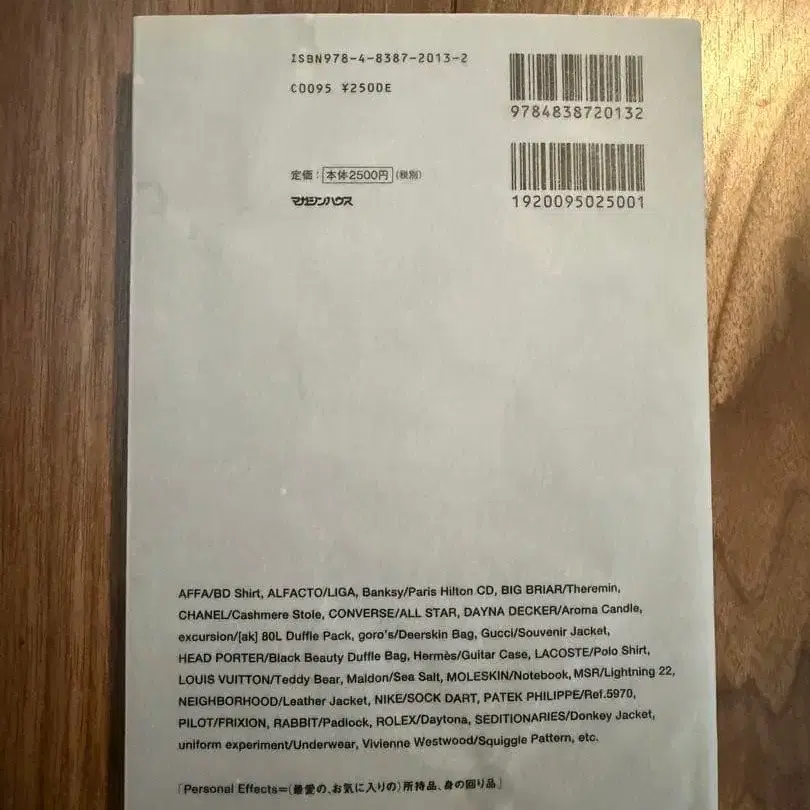 ISBN978-4-8387-2013-2
C0095 ¥2500E
9784838720132
定価：本体2500円（税別）
マガジンハウス
1920095025001
AFFA/BD Shirt, ALFACTO/LIGA, Banksy/Paris Hilton CD, BIG BRIAR/Theremin,
CHANEL/Cashmere Stole, CONVERSE/ALL STAR, DAYNA DECKER/Aroma Candle,
excursion/[ak] 80L Duffle Pack, goro's/Deerskin Bag, Gucci/Souvenir Jacket,
HEAD PORTER/Black Beauty Duffle Bag, Hermès/Guitar Case, LACOSTE/Polo Shirt,
LOUIS VUITTON/Teddy Bear, Maldon/Sea Salt, MOLESKIN/Notebook, MSR/Lightning 22,
NEIGHBORHOOD/Leather Jacket, NIKE/SOCK DART, PATEK PHILIPPE/Ref.5970,
PILOT/FRIXION, RABBIT/Padlock, ROLEX/Daytona, SEDITIONARIES/Donkey Jacket,
uniform experiment/Underwear, Vivienne Westwood/Squiggle Pattern, etc.
「Personal Effects＝（最愛の、お気に入りの）所持品、身の回り品」